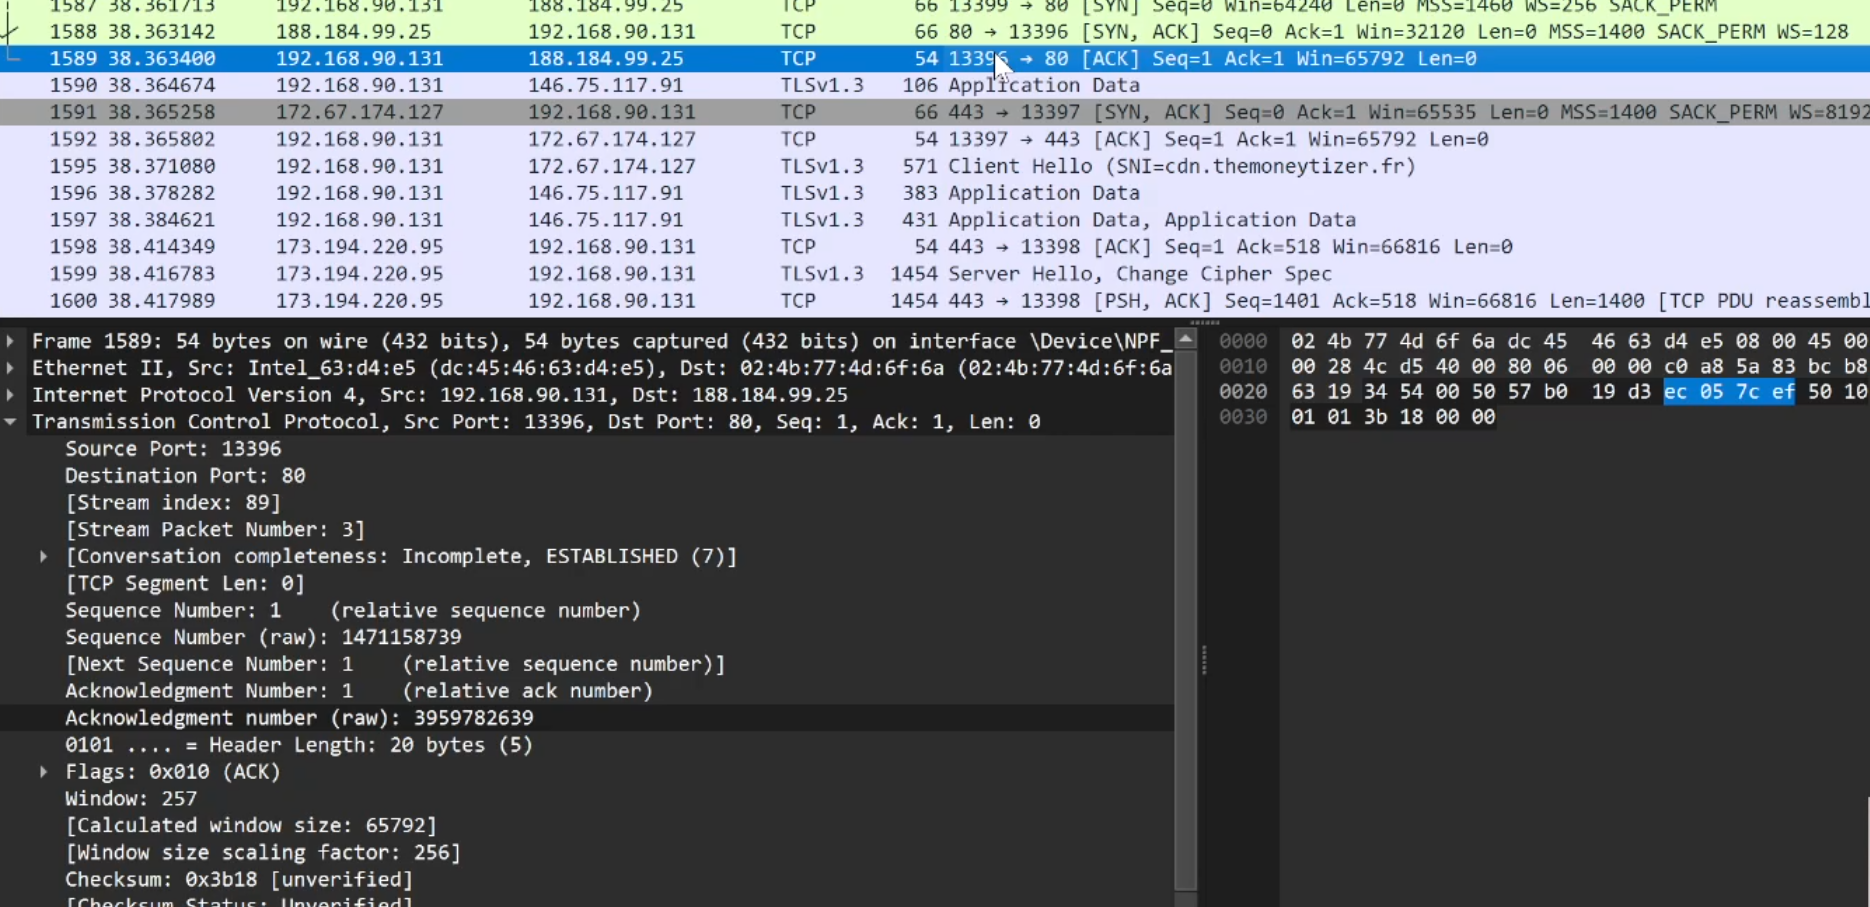 1587 38.361713 192.168.90.131 188.184.99.25 TCP 66 13399 → 80 [SYN] Seq=0 Win=64240 Len=0 MSS=1460 WS=256 SACK_PERM
1588 38.363142 188.184.99.25 192.168.90.131 TCP 66 80 → 13396 [SYN, ACK] Seq=0 Ack=1 Win=32120 Len=0 MSS=1400 SACK_PERM WS=128
1589 38.363400 192.168.90.131 188.184.99.25 TCP 54 13396 → 80 [ACK] Seq=1 Ack=1 Win=65792 Len=0
1590 38.364674 192.168.90.131 146.75.117.91 TLSv1.3 106 Application Data
1591 38.365258 172.67.174.127 192.168.90.131 TCP 66 443 → 13397 [SYN, ACK] Seq=0 Ack=1 Win=65535 Len=0 MSS=1400 SACK_PERM WS=8192
1592 38.365802 192.168.90.131 172.67.174.127 TCP 54 13397 → 443 [ACK] Seq=1 Ack=1 Win=65792 Len=0
1595 38.371080 192.168.90.131 172.67.174.127 TLSv1.3 571 Client Hello (SNI=cdn.themoneytizer.fr)
1596 38.378282 192.168.90.131 146.75.117.91 TLSv1.3 383 Application Data
1597 38.384621 192.168.90.131 146.75.117.91 TLSv1.3 431 Application Data, Application Data
1598 38.414349 173.194.220.95 192.168.90.131 TCP 54 443 → 13398 [ACK] Seq=1 Ack=518 Win=66816 Len=0
1599 38.416783 173.194.220.95 192.168.90.131 TLSv1.3 1454 Server Hello, Change Cipher Spec
1600 38.417989 173.194.220.95 192.168.90.131 TCP 1454 443 → 13398 [PSH, ACK] Seq=1401 Ack=518 Win=66816 Len=1400 [TCP PDU reassembl
Frame 1589: 54 bytes on wire (432 bits), 54 bytes captured (432 bits) on interface \Device\NPF_
Ethernet II, Src: Intel_63:d4:e5 (dc:45:46:63:d4:e5), Dst: 02:4b:77:4d:6f:6a (02:4b:77:4d:6f:6a
Internet Protocol Version 4, Src: 192.168.90.131, Dst: 188.184.99.25
Transmission Control Protocol, Src Port: 13396, Dst Port: 80, Seq: 1, Ack: 1, Len: 0
Source Port: 13396
Destination Port: 80
[Stream index: 89]
[Stream Packet Number: 3]
[Conversation completeness: Incomplete, ESTABLISHED (7)]
[TCP Segment Len: 0]
Sequence Number: 1 (relative sequence number)
Sequence Number (raw): 1471158739
[Next Sequence Number: 1 (relative sequence number)]
Acknowledgment Number: 1 (relative ack number)
Acknowledgment number (raw): 3959782639
0101 .... = Header Length: 20 bytes (5)
Flags: 0x010 (ACK)
Window: 257
[Calculated window size: 65792]
[Window size scaling factor: 256]
Checksum: 0x3b18 [unverified]
[Checksum Status: Unverified]
0000 02 4b 77 4d 6f 6a dc 45 46 63 d4 e5 08 00 45 00
0010 00 28 4c d5 40 00 80 06 00 00 c0 a8 5a 83 bc b8
0020 63 19 34 54 00 50 57 b0 19 d3 ec 05 7c ef 50 10
0030 01 01 3b 18 00 00